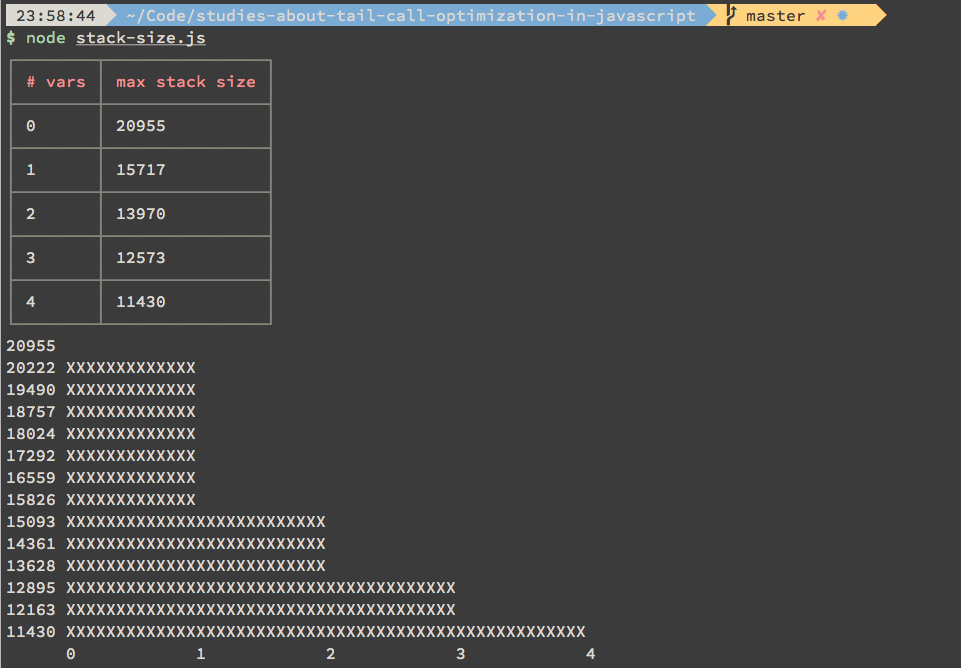 23:58:44 ~/Code/studies-about-tail-call-optimization-in-javascript master ✘ ✹
$ node stack-size.js
# vars max stack size
0 20955
1 15717
2 13970
3 12573
4 11430
20955
20222 XXXXXXXXXXXXX
19490 XXXXXXXXXXXXX
18757 XXXXXXXXXXXXX
18024 XXXXXXXXXXXXX
17292 XXXXXXXXXXXXX
16559 XXXXXXXXXXXXX
15826 XXXXXXXXXXXXX
15093 XXXXXXXXXXXXXXXXXXXXXXXXXX
14361 XXXXXXXXXXXXXXXXXXXXXXXXXX
13628 XXXXXXXXXXXXXXXXXXXXXXXXXX
12895 XXXXXXXXXXXXXXXXXXXXXXXXXXXXXXXXXXXXXXX
12163 XXXXXXXXXXXXXXXXXXXXXXXXXXXXXXXXXXXXXXX
11430 XXXXXXXXXXXXXXXXXXXXXXXXXXXXXXXXXXXXXXXXXXXXXXXXXXXX
0 1 2 3 4